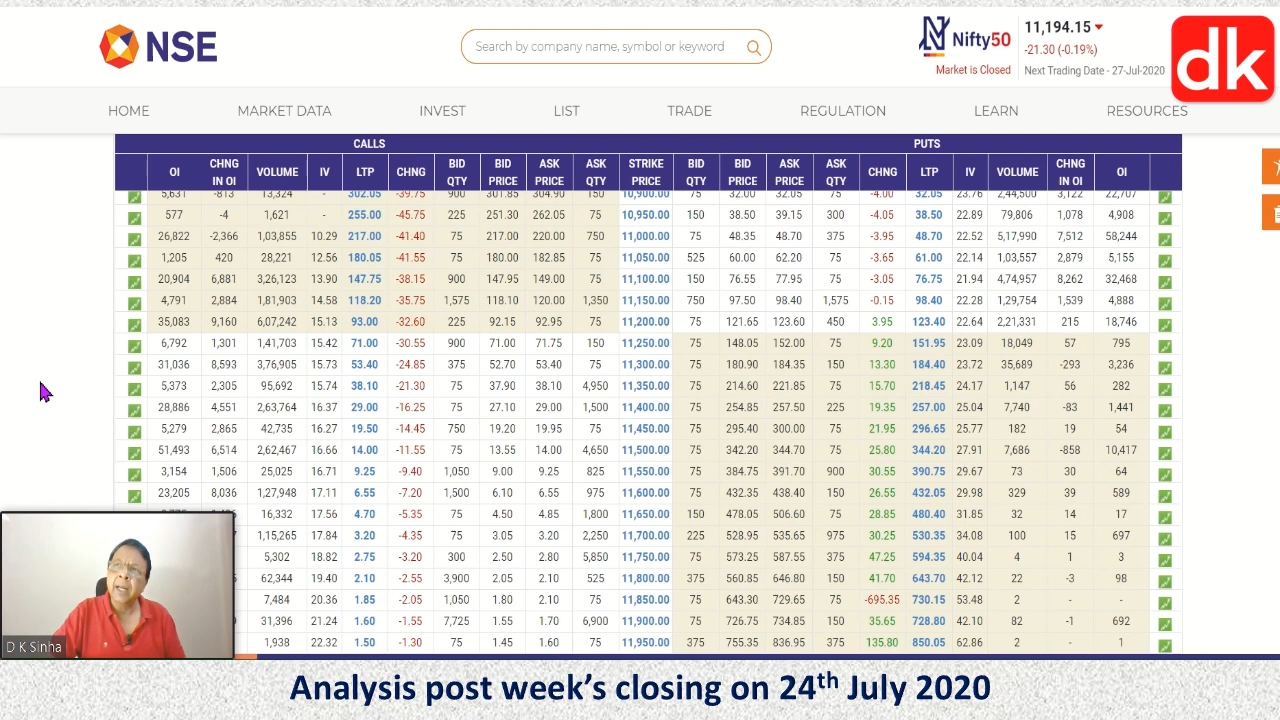 NSE
Search by company name, symbol or keyword
Nifty50
Market is Closed
11,194.15
-21.30 (-0.19%)
Next Trading Date - 27-Jul-2020
dk
HOME MARKET DATA INVEST LIST TRADE REGULATION LEARN RESOURCES
CALLS PUTS
OI CHNG IN OI VOLUME IV LTP CHNG BID QTY BID PRICE ASK PRICE ASK QTY STRIKE PRICE BID QTY BID PRICE ASK PRICE ASK QTY CHNG LTP IV VOLUME CHNG IN OI OI
5,631 -813 13,324 - 302.05 -39.75 900 301.85 304.90 150 10,900.00 75 32.00 32.05 75 -4.00 32.05 23.76 2,44,500 3,122 22,707
577 -4 1,621 - 255.00 -45.75 225 251.30 262.05 75 10,950.00 150 38.50 39.15 300 -4.05 38.50 22.89 79,806 1,078 4,908
26,822 -2,366 1,03,855 10.29 217.00 -41.40 75 217.00 220.00 750 11,000.00 75 48.35 48.70 375 -3.95 48.70 22.52 5,17,990 7,512 58,244
1,205 420 28,221 12.56 180.05 -41.55 75 180.00 182.85 75 11,050.00 525 60.00 62.20 75 -3.65 61.00 22.14 1,03,557 2,879 5,155
20,904 6,881 3,26,123 13.90 147.75 -38.15 900 147.95 149.00 75 11,100.00 150 76.55 77.95 75 -3.05 76.75 21.94 4,74,957 8,262 32,468
4,791 2,884 1,81,903 14.58 118.20 -35.75 1,575 118.10 120.00 1,350 11,150.00 750 97.50 98.40 1,575 -0.15 98.40 22.28 1,29,754 1,539 4,888
35,083 9,160 6,07,242 15.13 93.00 -32.60 225 92.15 92.95 75 11,200.00 75 121.65 123.60 450 3.95 123.40 22.64 2,21,331 215 18,746
6,792 1,301 1,41,703 15.42 71.00 -30.55 900 71.00 71.75 150 11,250.00 75 148.05 152.00 75 9.20 151.95 23.09 18,049 57 795
31,036 8,593 3,76,905 15.73 53.40 -24.85 375 52.70 53.40 75 11,300.00 75 180.90 184.35 150 13.30 184.40 23.72 35,689 -293 3,236
5,373 2,305 95,692 15.74 38.10 -21.30 75 37.90 38.10 4,950 11,350.00 75 214.60 221.85 75 15.70 218.45 24.17 1,147 56 282
28,886 4,551 2,63,764 16.37 29.00 -16.25 75 27.10 29.00 1,500 11,400.00 75 254.85 257.50 225 19.35 257.00 25.04 7,740 -83 1,441
5,279 2,865 42,735 16.27 19.50 -14.45 750 19.20 19.95 75 11,450.00 75 295.40 300.00 75 21.95 296.65 25.77 182 19 54
51,493 6,514 2,62,467 16.66 14.00 -11.55 75 13.55 14.00 4,650 11,500.00 75 342.20 344.70 75 25.80 344.20 27.91 7,686 -858 10,417
3,154 1,506 25,025 16.71 9.25 -9.40 1,050 9.00 9.25 825 11,550.00 75 384.75 391.70 900 30.55 390.75 29.67 73 30 64
23,205 8,036 1,27,948 17.11 6.55 -7.20 1,500 6.10 6.55 975 11,600.00 75 432.35 438.40 150 26.55 432.05 29.98 329 39 589
16,332 17.56 4.70 -5.35 75 4.50 4.85 1,800 11,650.00 150 478.05 506.60 75 28.85 480.40 31.85 32 14 17
1,15,265 17.84 3.20 -4.35 75 3.05 3.20 2,250 11,700.00 225 528.95 535.65 975 30.25 530.35 34.08 100 15 697
5,302 18.82 2.75 -3.20 300 2.50 2.80 5,850 11,750.00 75 573.25 587.55 375 47.25 594.35 40.04 4 1 3
62,344 19.40 2.10 -2.55 3,900 2.05 2.10 525 11,800.00 375 560.85 646.80 150 41.70 643.70 42.12 22 -3 98
7,484 20.36 1.85 -2.05 1,050 1.80 2.10 75 11,850.00 75 643.30 729.65 75 -695.35 730.15 53.48 2 - -
31,396 21.24 1.60 -1.55 7,725 1.55 1.70 6,900 11,900.00 75 726.75 734.85 150 35.65 728.80 42.10 82 -1 692
1,938 22.32 1.50 -1.30 75 1.45 1.60 75 11,950.00 377 755.35 836.95 375 135.80 850.05 62.86 2 - 1
D K Sinha
Analysis post week's closing on 24th July 2020